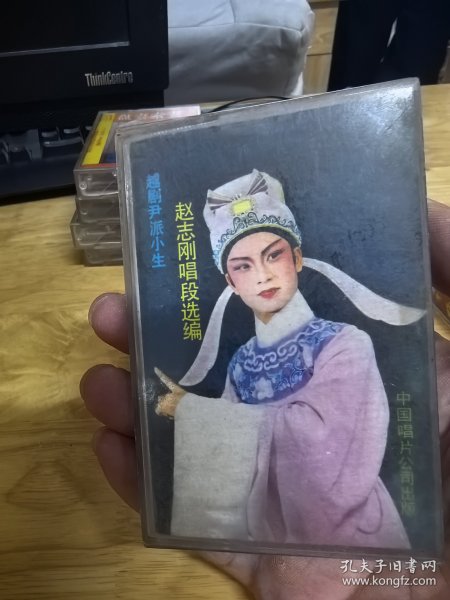 ThinkCentre
越剧尹派小生
赵志刚唱段选编
中国唱片公司出版
孔夫子旧书网
www.kongfz.com